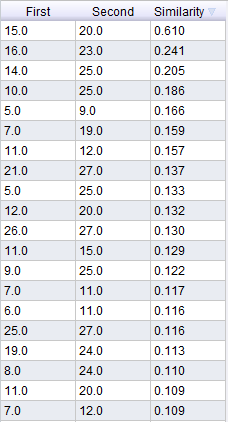 First Second Similarity
15.0 20.0 0.610
16.0 23.0 0.241
14.0 25.0 0.205
10.0 25.0 0.186
5.0 9.0 0.166
7.0 19.0 0.159
11.0 12.0 0.157
21.0 27.0 0.137
5.0 25.0 0.133
12.0 20.0 0.132
26.0 27.0 0.130
11.0 15.0 0.129
9.0 25.0 0.122
7.0 11.0 0.117
6.0 11.0 0.116
25.0 27.0 0.116
19.0 24.0 0.113
8.0 24.0 0.110
11.0 20.0 0.109
7.0 12.0 0.109